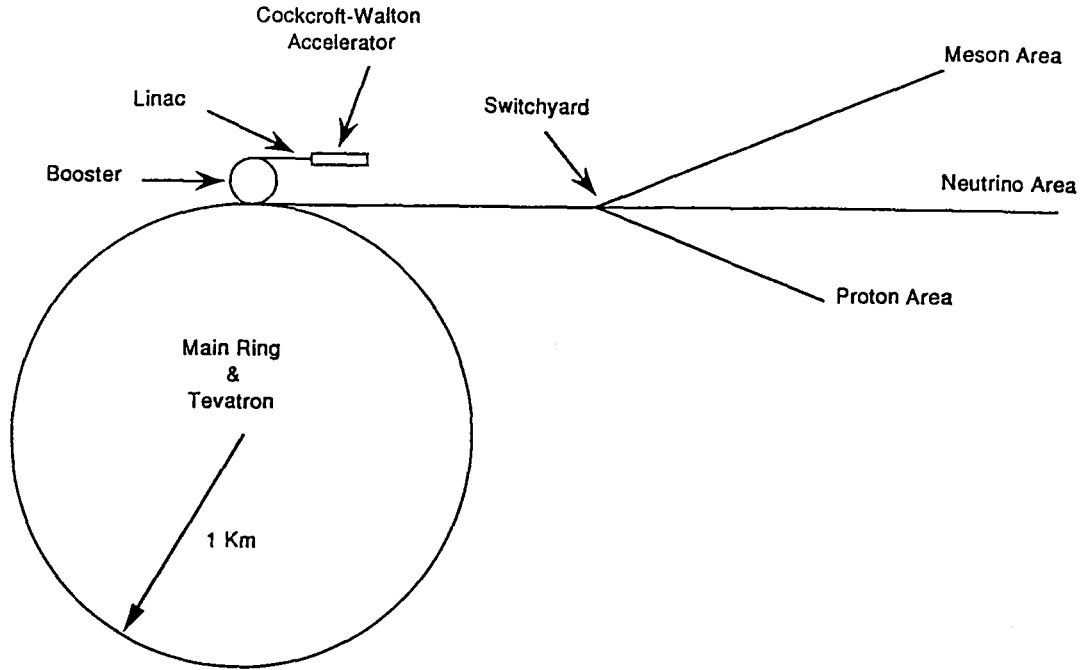 Cockcroft-Walton
Accelerator
Meson Area
Linac
Switchyard
Booster
Neutrino Area
Proton Area
Main Ring
&
Tevatron
1 Km